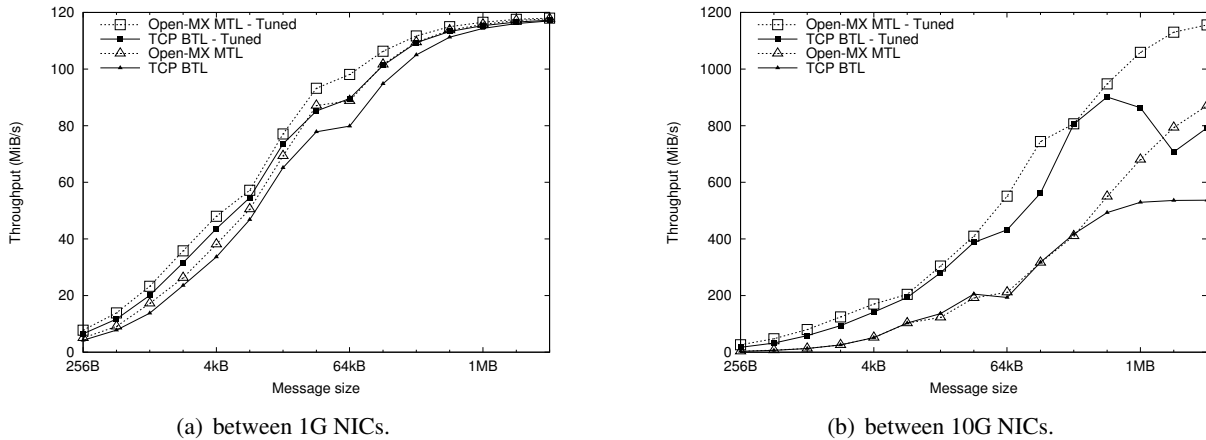 120
100
80
60
40
20
0
Throughput (MiB/s)
Open-MX MTL - Tuned
TCP BTL - Tuned
Open-MX MTL
TCP BTL
256B
4kB
64kB
1MB
Message size
(a) between 1G NICs.
1200
1000
800
600
400
200
0
Throughput (MiB/s)
Open-MX MTL - Tuned
TCP BTL - Tuned
Open-MX MTL
TCP BTL
256B
4kB
64kB
1MB
Message size
(b) between 10G NICs.